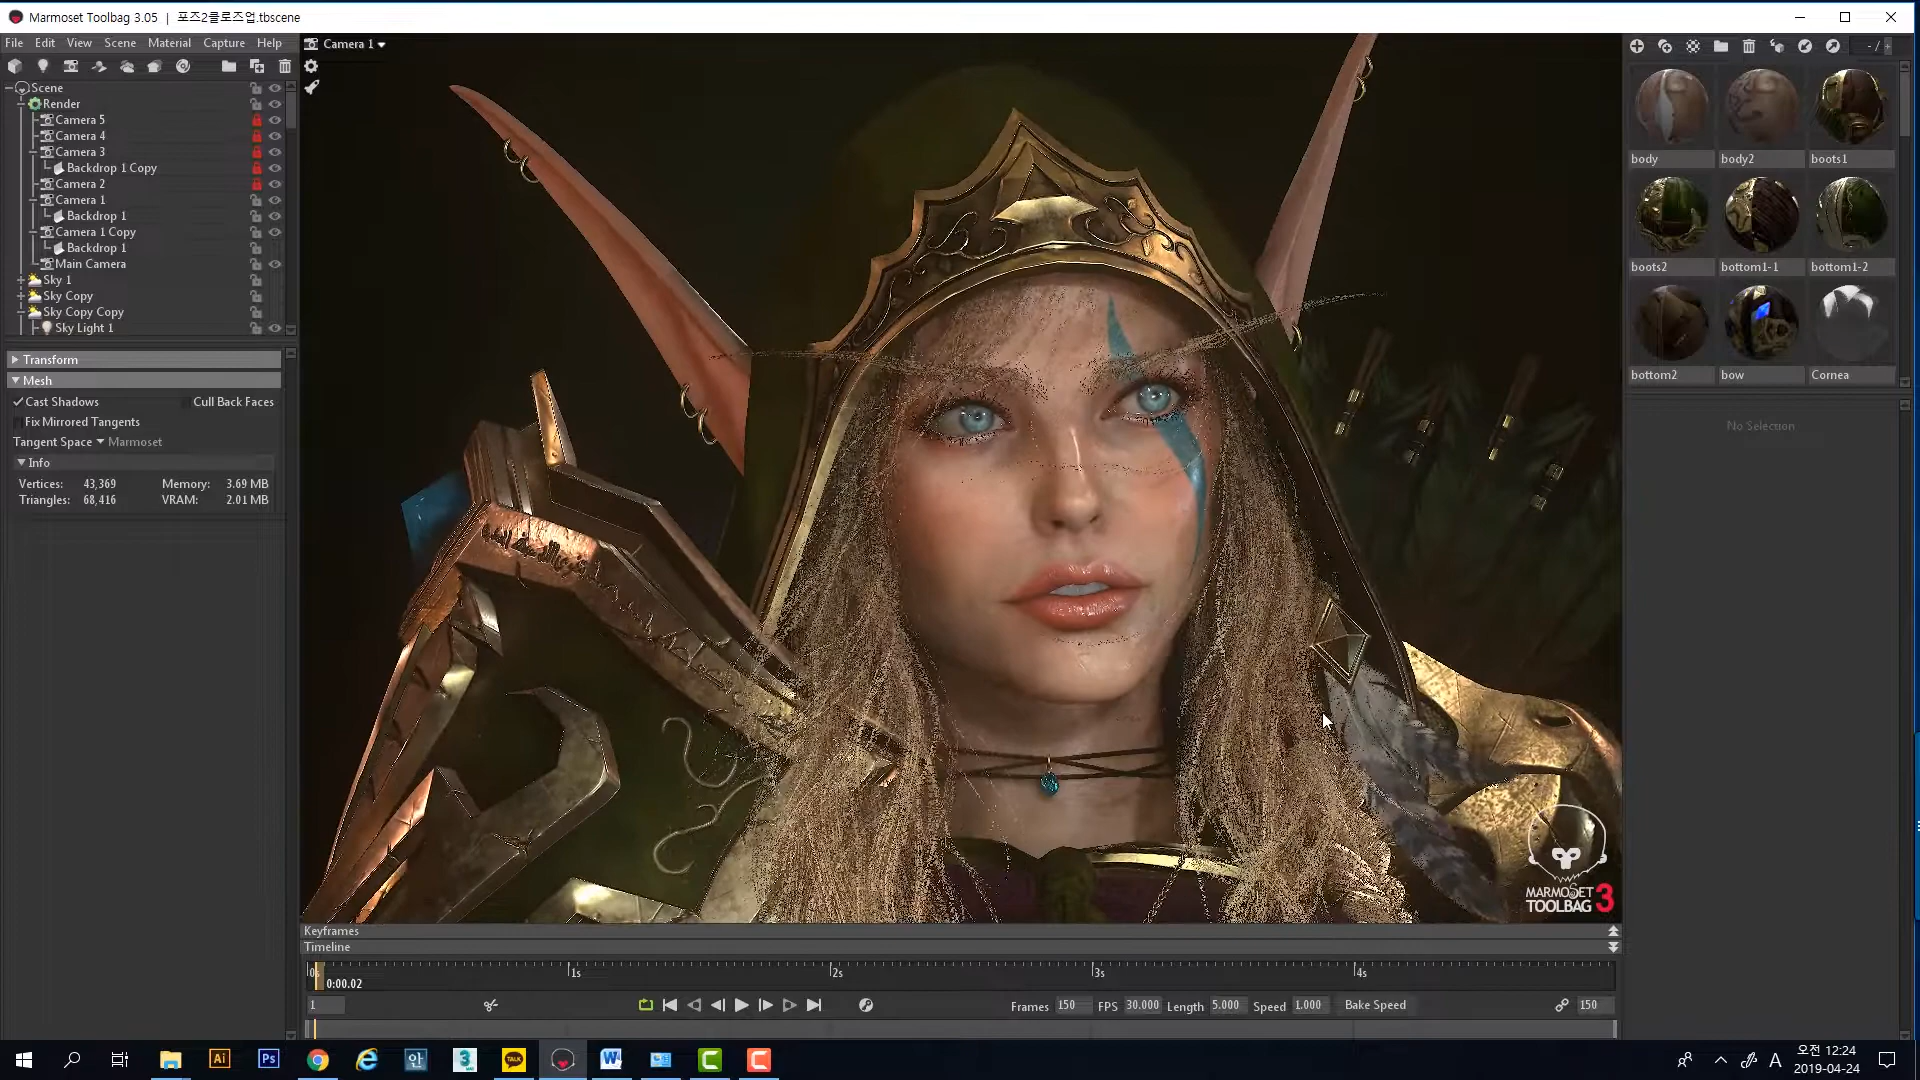 Marmoset Toolbag 3.05 | 포즈2클로즈업.tbscene
File Edit View Scene Material Capture Help
Camera 1
Scene
Render
Camera 5
Camera 4
Camera 3
Backdrop 1 Copy
Camera 2
Camera 1
Backdrop 1
Camera 1 Copy
Backdrop 1
Main Camera
Sky 1
Sky Copy
Sky Copy Copy
Sky Light 1
Transform
Mesh
Cast Shadows Cull Back Faces
Fix Mirrored Tangents
Tangent Space Marmoset
Info
Vertices: 43,369 Memory: 3.69 MB
Triangles: 68,416 VRAM: 2.01 MB
body body2 boots1
boots2 bottom1-1 bottom1-2
bottom2 bow Cornea
No Selection
MARMOSET
TOOLBAG 3
Keyframes
Timeline
0s 1s 2s 3s 4s
0:00.02
1 Frames 150 FPS 30.000 Length 5.000 Speed 1.000 Bake Speed 150
Ai Ps 안 3 TALK W C C A
오전 12:24
2019-04-24